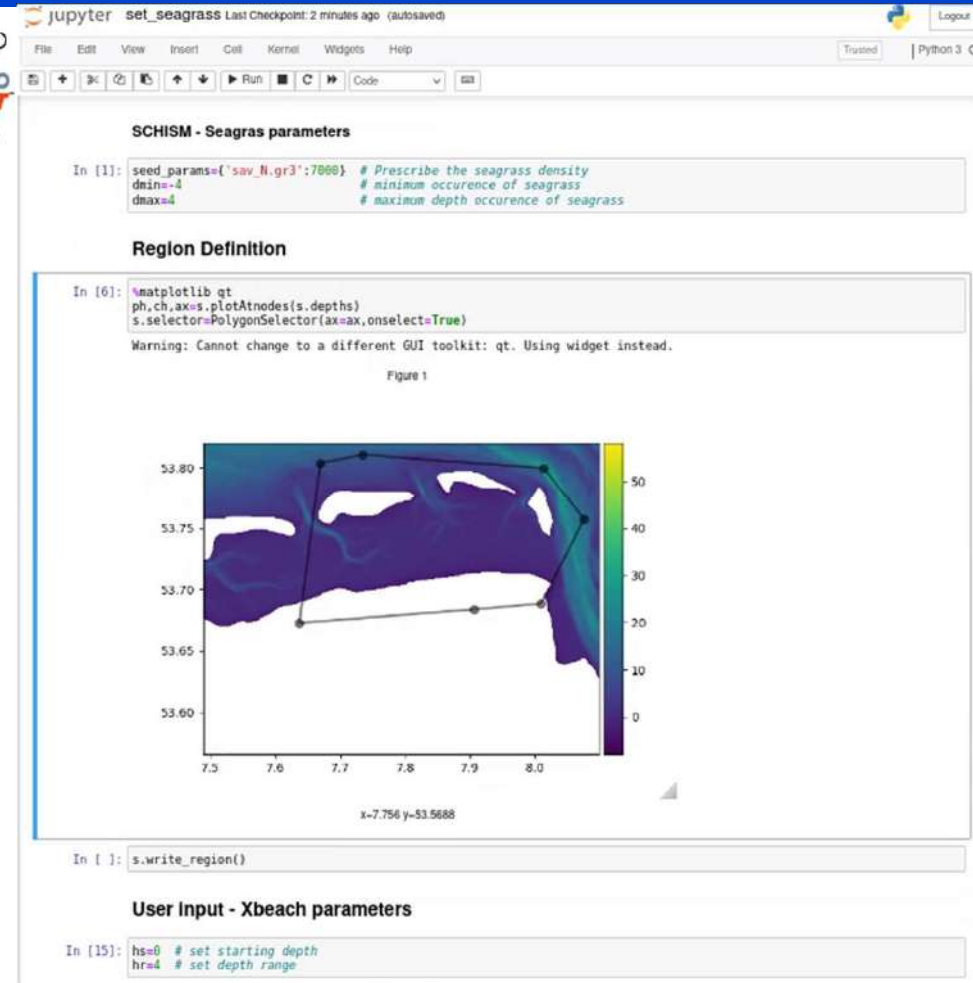 jupyter set_seagrass Last Checkpoint: 2 minutes ago (autosaved)
Logout
File Edit View Insert Cell Kernel Widgets Help
Trusted | Python 3
Run Code
SCHISM - Seagras parameters
In [1]: seed_params={'sav_N.gr3':7000} # Prescribe the seagrass density
dmin=-4 # minimum occurence of seagrass
dmax=4 # maximum depth occurence of seagrass
Region Definition
In [6]: %matplotlib qt
ph,ch,ax=s.plotAtnodes(s.depths)
s.selector=PolygonSelector(ax=ax,onselect=True)
Warning: Cannot change to a different GUI toolkit: qt. Using widget instead.
Figure 1
53.80
53.75
53.70
53.65
53.60
50
40
30
20
10
0
7.5 7.6 7.7 7.8 7.9 8.0
x=7.756 y=53.5688
In [ ]: s.write_region()
User Input - Xbeach parameters
In [15]: hs=0 # set starting depth
hr=4 # set depth range